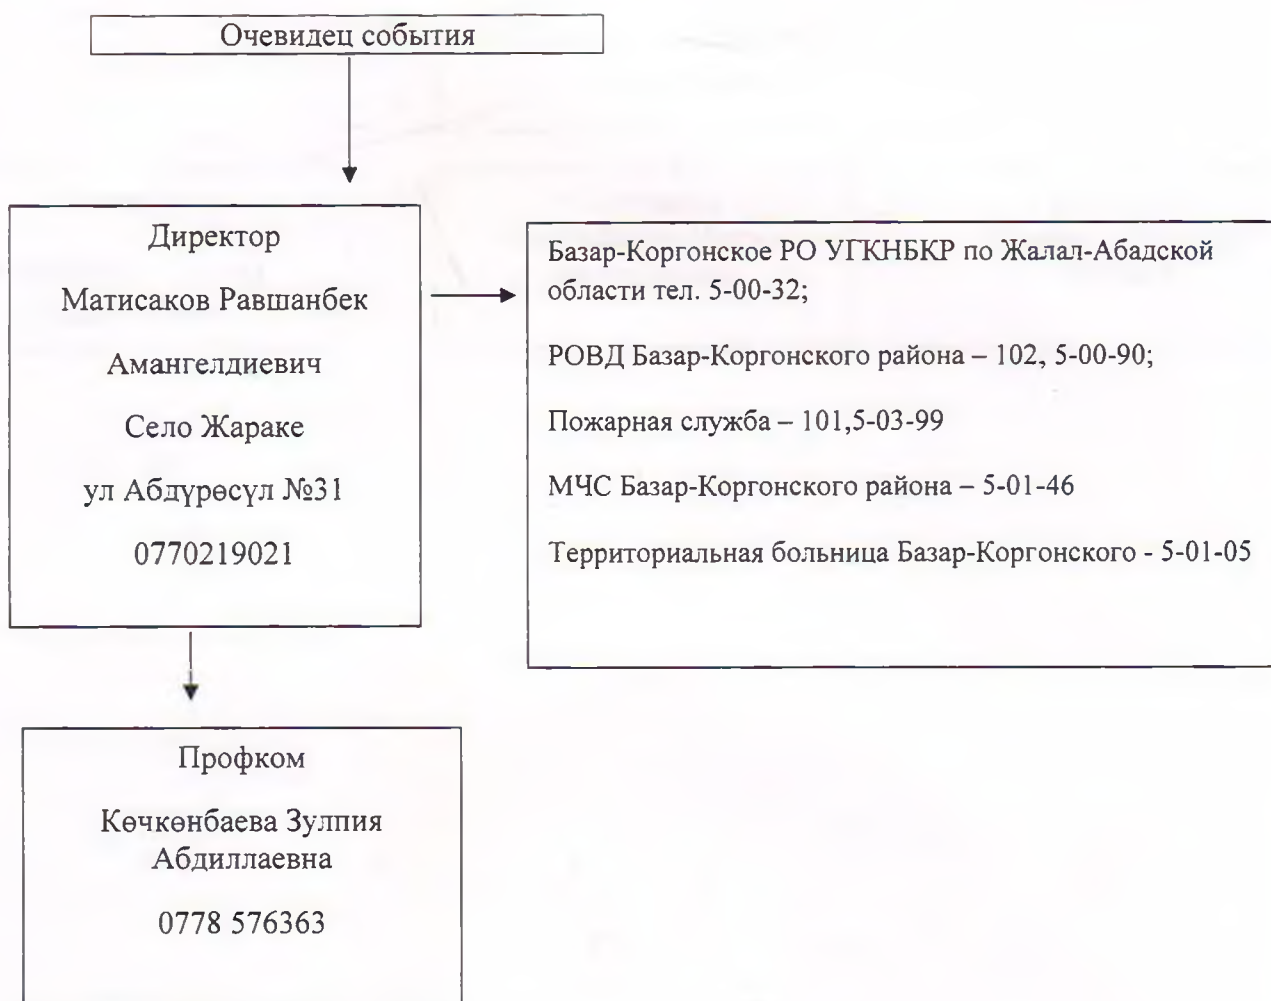 Очевидец события
Директор
Матисаков Равшанбек
Амангелдиевич
Село Жараке
ул Абдүрөсүл №31
0770219021
Базар-Коргонское РО УГКНБКР по Жалал-Абадской
области тел. 5-00-32;
РОВД Базар-Коргонского района – 102, 5-00-90;
Пожарная служба – 101,5-03-99
МЧС Базар-Коргонского района – 5-01-46
Территориальная больница Базар-Коргонского - 5-01-05
Профком
Көчкөнбаева Зулпия
Абдиллаевна
0778 576363